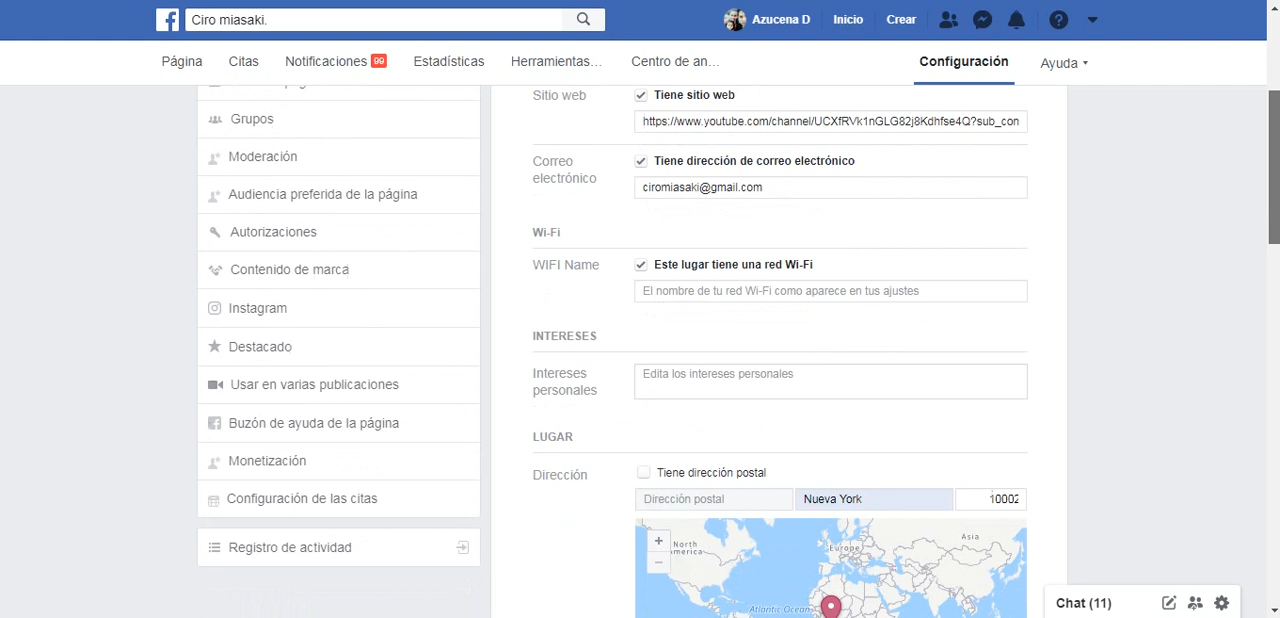 Ciro miasaki.
Azucena D Inicio Crear
Página Citas Notificaciones 99 Estadísticas Herramientas... Centro de an... Configuración Ayuda
Grupos
Moderación
Audiencia preferida de la página
Autorizaciones
Contenido de marca
Instagram
Destacado
Usar en varias publicaciones
Buzón de ayuda de la página
Monetización
Configuración de las citas
Registro de actividad
Sitio web
Tiene sitio web
https://www.youtube.com/channel/UCXfRVk1nGLG82j8Kdhfse4Q?sub_con
Correo electrónico
Tiene dirección de correo electrónico
ciromiasaki@gmail.com
Wi-Fi
WIFI Name
Este lugar tiene una red Wi-Fi
El nombre de tu red Wi-Fi como aparece en tus ajustes
INTERESES
Intereses personales
Edita los intereses personales
LUGAR
Dirección
Tiene dirección postal
Dirección postal Nueva York 10002
North
Europe
Asia
Atlantic Ocean
Chat (11)